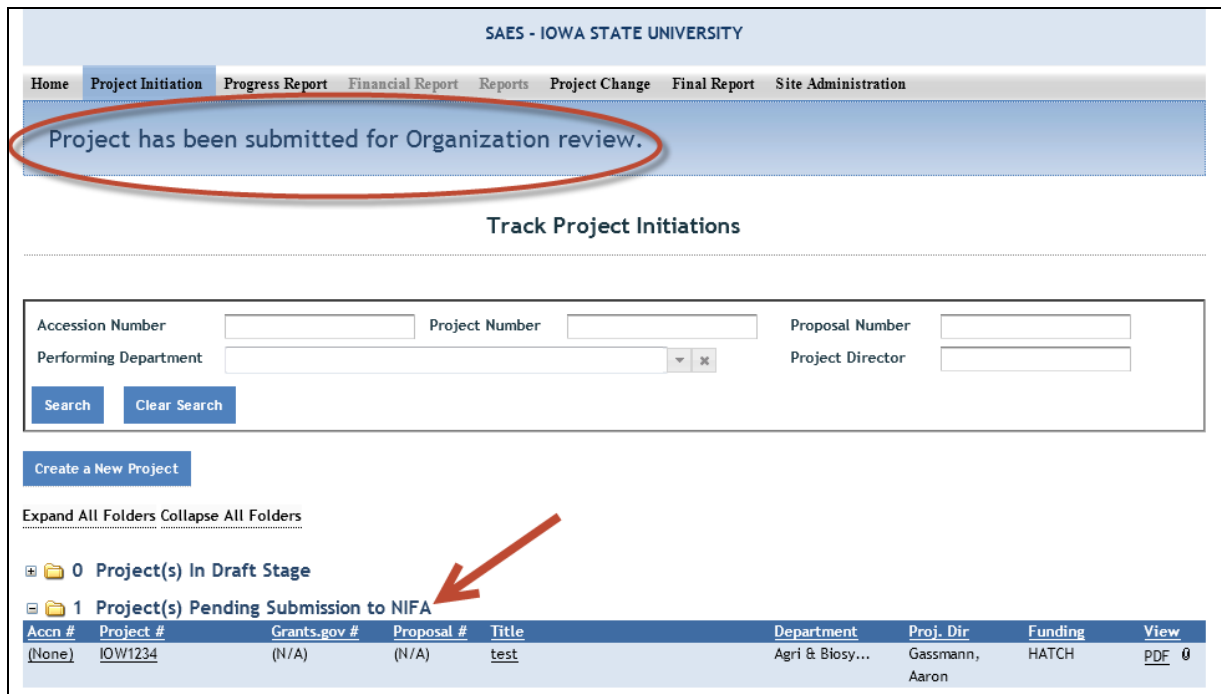 SAES - IOWA STATE UNIVERSITY
Home Project Initiation Progress Report Financial Report Reports Project Change Final Report Site Administration
Project has been submitted for Organization review.
Track Project Initiations
Accession Number Project Number Proposal Number
Performing Department Project Director
Search Clear Search
Create a New Project
Expand All Folders Collapse All Folders
0 Project(s) In Draft Stage
1 Project(s) Pending Submission to NIFA
Accn # Project # Grants.gov # Proposal # Title Department Proj. Dir Funding View
(None) IOW1234 (N/A) (N/A) test Agri & Biosy... Gassmann, HATCH PDF
Aaron